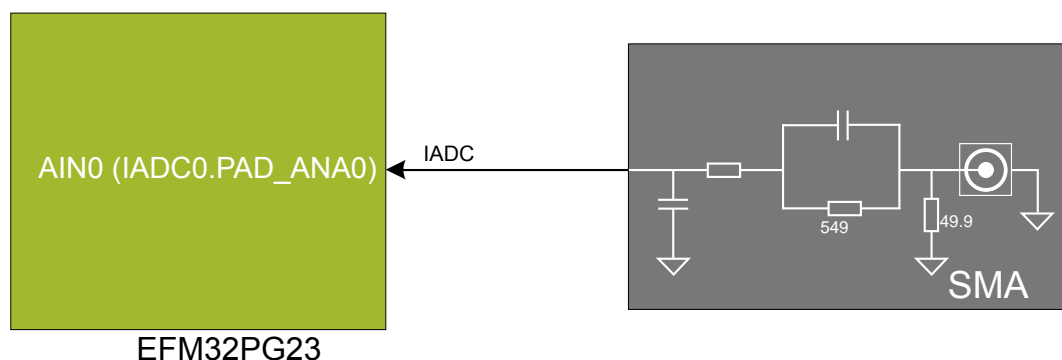 AIN0 (IADC0.PAD_ANA0)
IADC
549
49.9
SMA
EFM32PG23